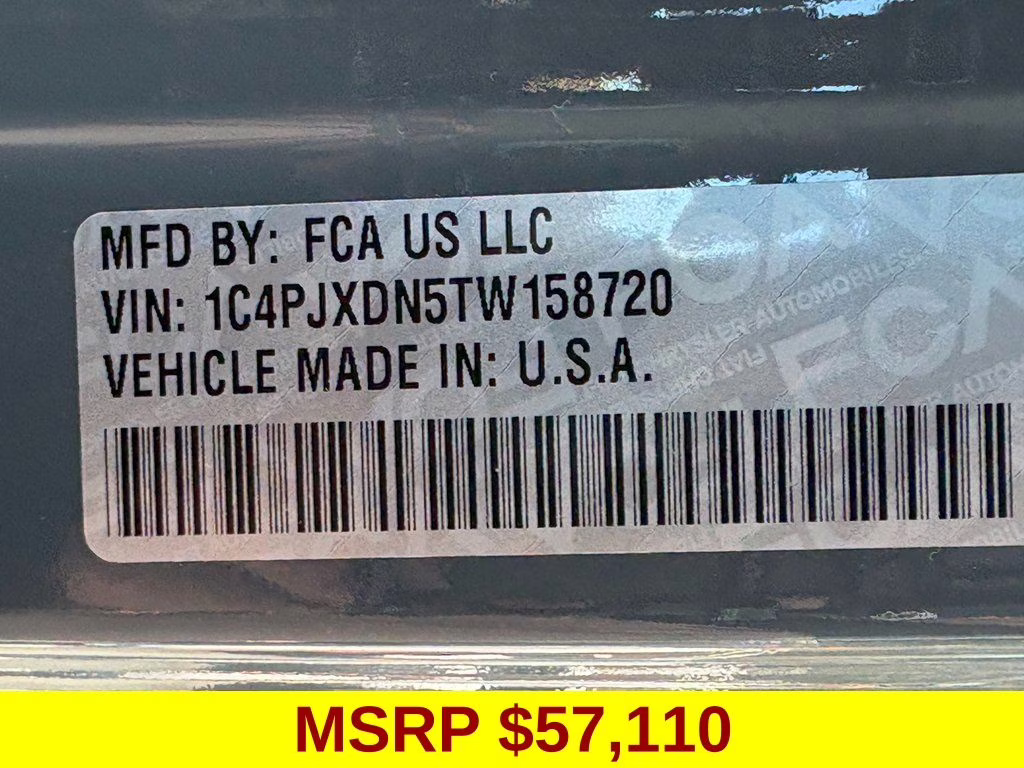 MFD BY: FCA US LLC
VIN: 1C4PJXDN5TW158720
VEHICLE MADE IN: U.S.A.
MSRP $57,110